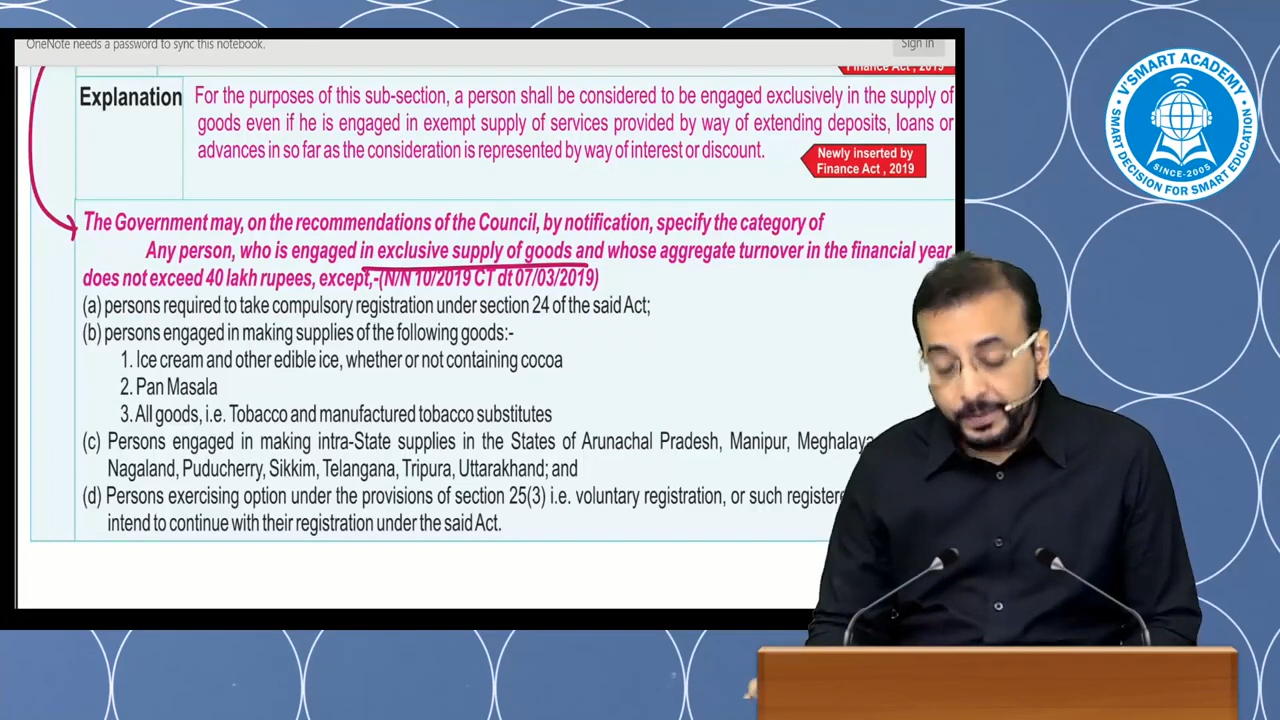 OneNote needs a password to sync this notebook.
Sign in
Finance Act , 2019
Explanation
For the purposes of this sub-section, a person shall be considered to be engaged exclusively in the supply of
goods even if he is engaged in exempt supply of services provided by way of extending deposits, loans or
advances in so far as the consideration is represented by way of interest or discount.
Newly inserted by
Finance Act , 2019
The Government may, on the recommendations of the Council, by notification, specify the category of
Any person, who is engaged in exclusive supply of goods and whose aggregate turnover in the financial year
does not exceed 40 lakh rupees, except,-(N/N 10/2019 CT dt 07/03/2019)
(a) persons required to take compulsory registration under section 24 of the said Act;
(b) persons engaged in making supplies of the following goods:-
1. Ice cream and other edible ice, whether or not containing cocoa
2. Pan Masala
3. All goods, i.e. Tobacco and manufactured tobacco substitutes
(c) Persons engaged in making intra-State supplies in the States of Arunachal Pradesh, Manipur, Meghalaya
Nagaland, Puducherry, Sikkim, Telangana, Tripura, Uttarakhand; and
(d) Persons exercising option under the provisions of section 25(3) i.e. voluntary registration, or such
intend to continue with their registration under the said Act.
V'SMART ACADEMY
SINCE-2005
SMART DECISION FOR SMART EDUCATION